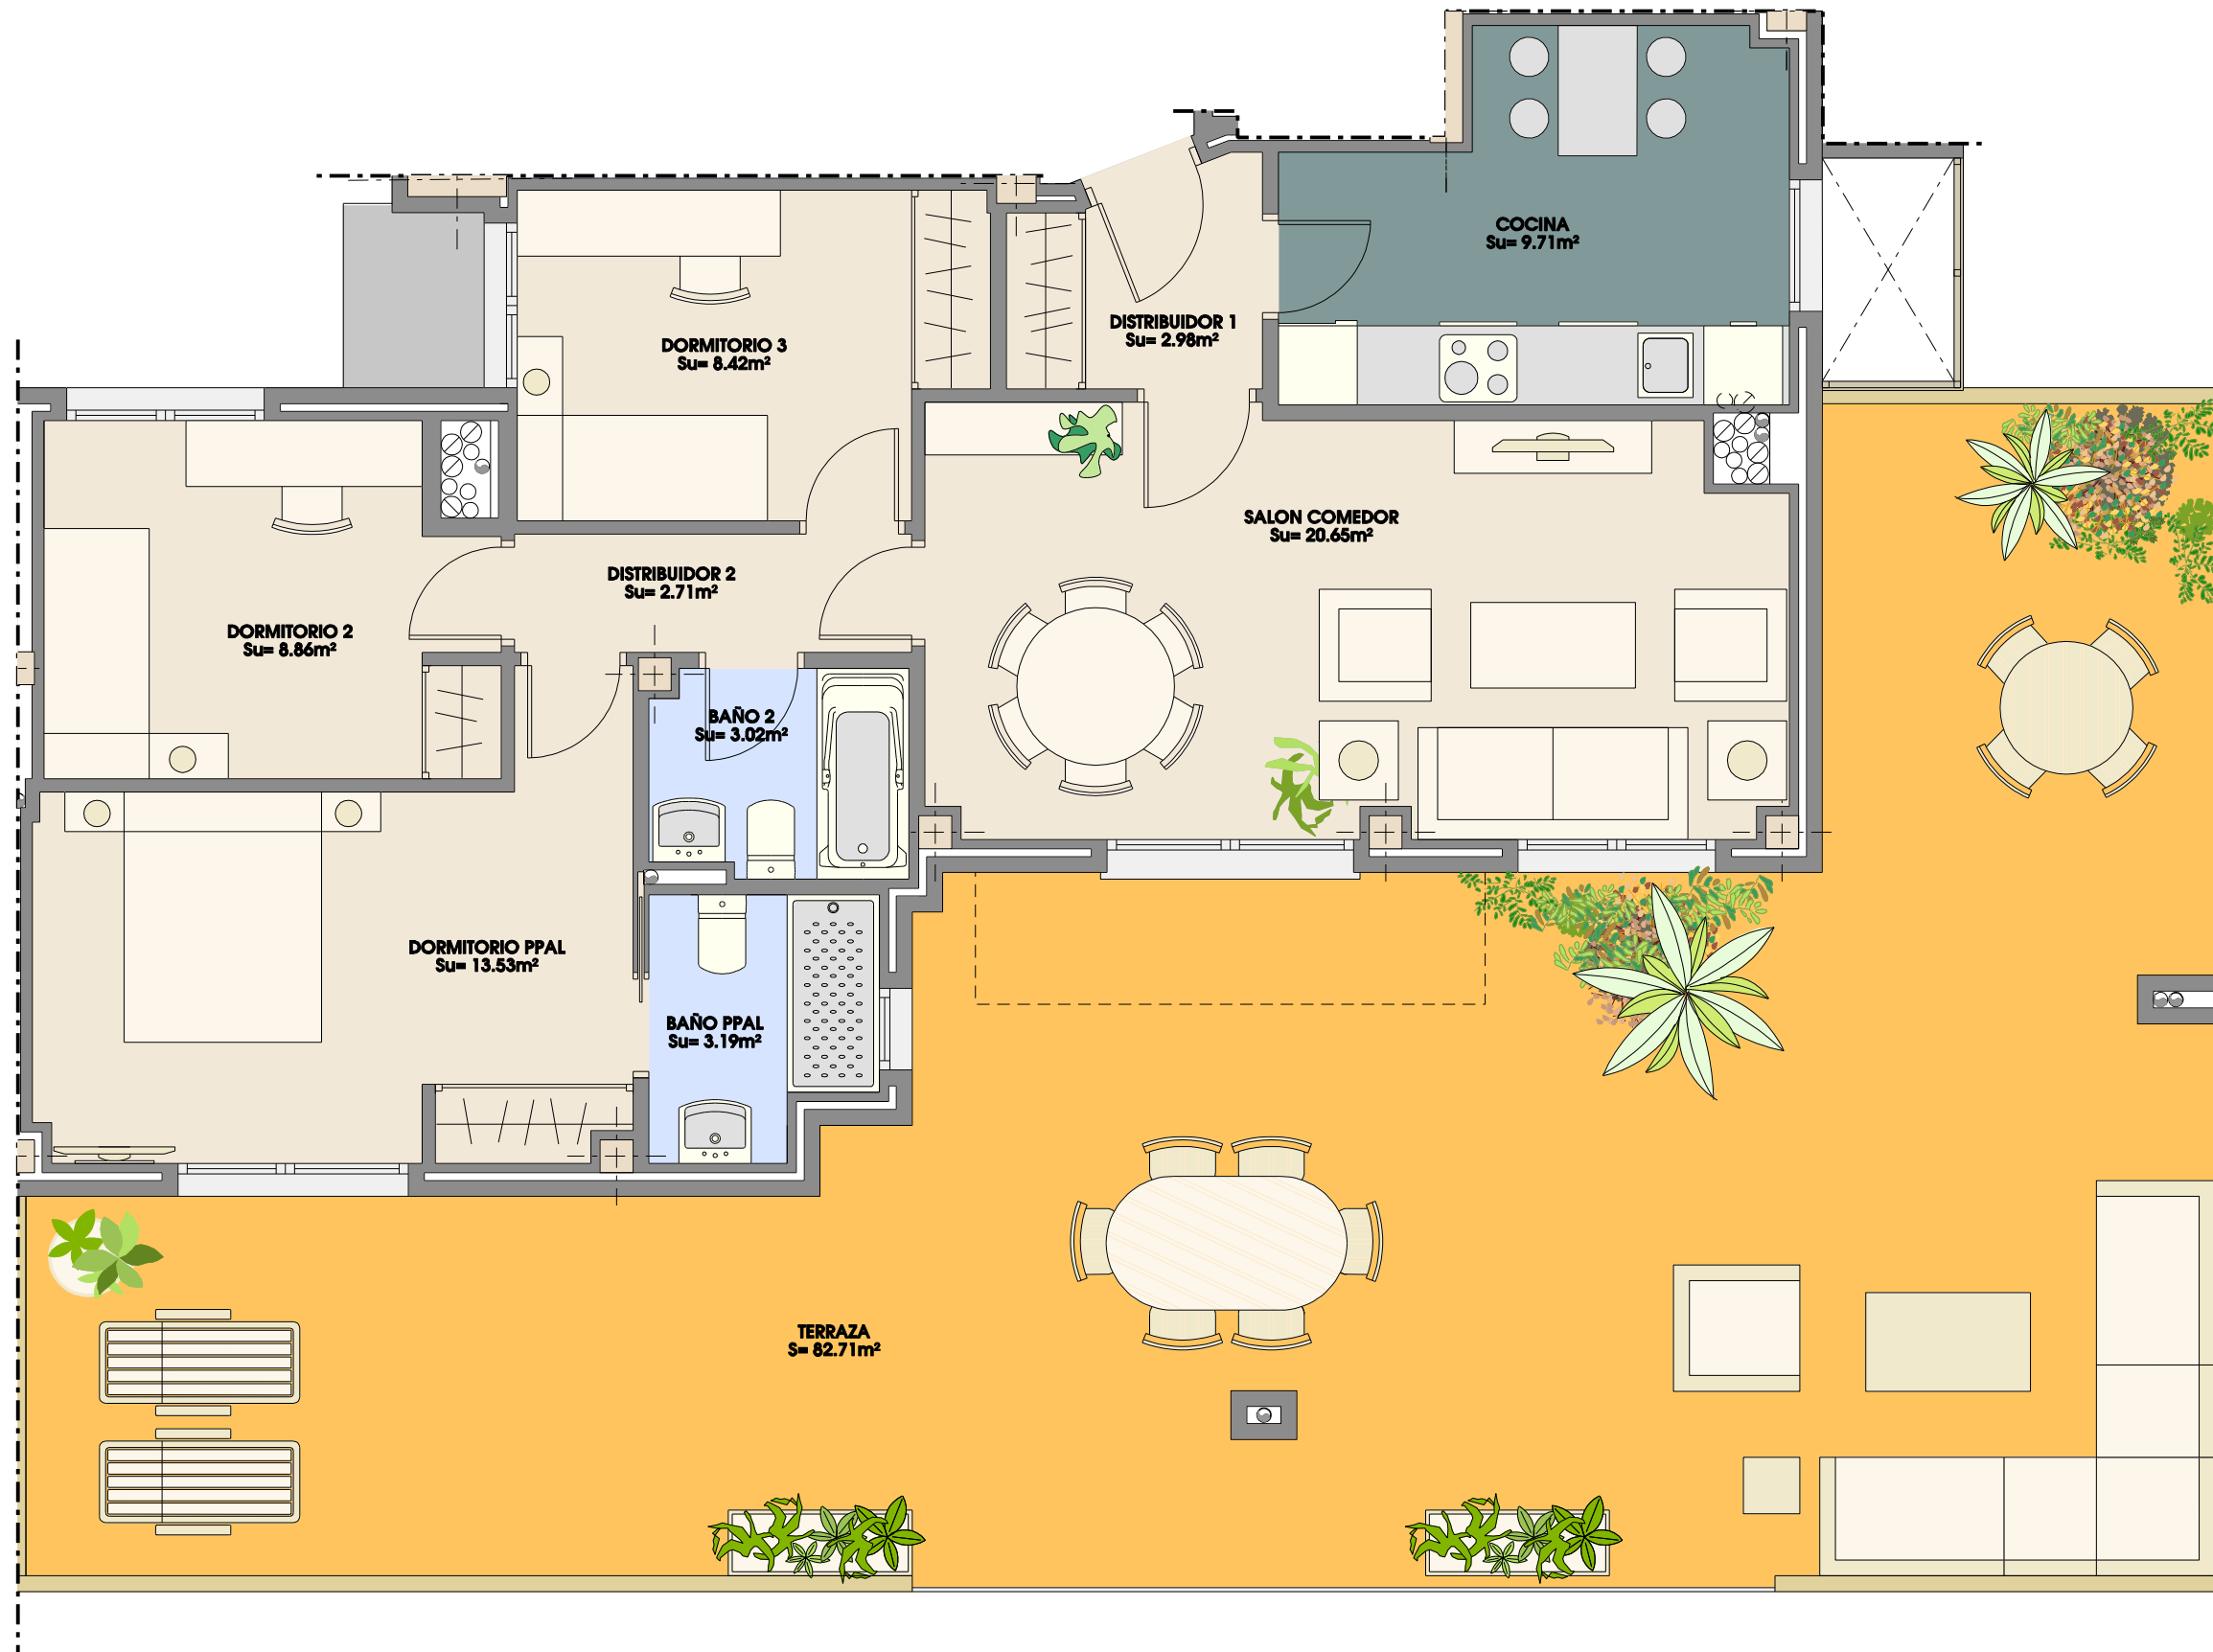 COCINA
Su= 9.71m²
DISTRIBUIDOR 1
Su= 2.98m²
DORMITORIO 3
Su= 8.42m²
SALON COMEDOR
Su= 20.65m²
DISTRIBUIDOR 2
Su= 2.71m²
DORMITORIO 2
Su= 8.86m²
BAÑO 2
Su= 3.02m²
DORMITORIO PPAL
Su= 13.53m²
BAÑO PPAL
Su= 3.19m²
TERRAZA
S= 82.71m²